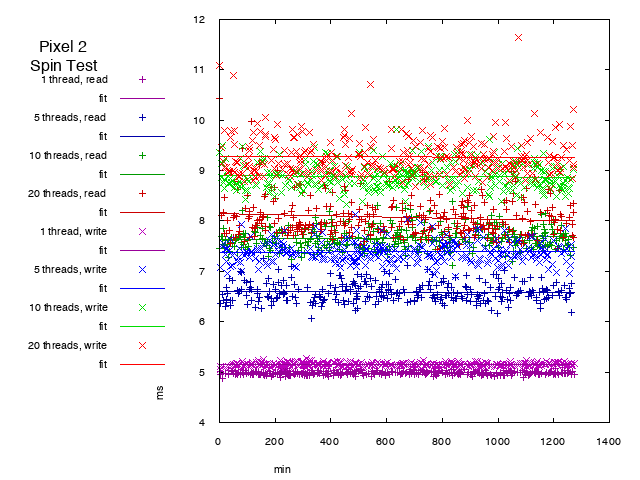 Pixel 2
Spin Test
1 thread, read
fit
5 threads, read
fit
10 threads, read
fit
20 threads, read
fit
1 thread, write
fit
5 threads, write
fit
10 threads, write
fit
20 threads, write
fit
ms
12
11
10
9
8
7
6
5
4
0 200 400 600 800 1000 1200 1400
min